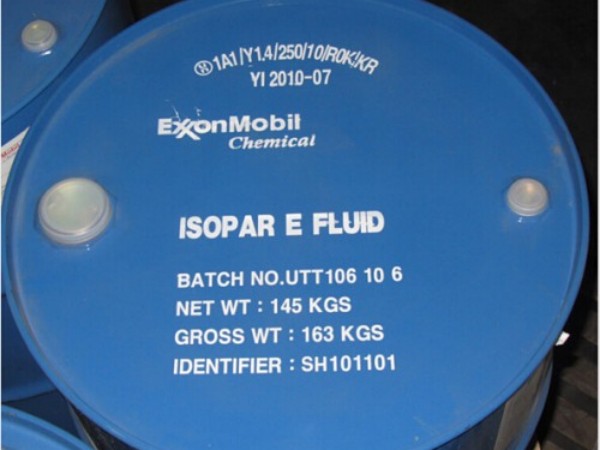 1A1/Y1.4/250/10/ROK/KR
YI 2010-07
ExxonMobil
Chemical
ISOPAR E FLUID
BATCH NO.UTT106 10 6
NET WT : 145 KGS
GROSS WT : 163 KGS
IDENTIFIER : SH101101